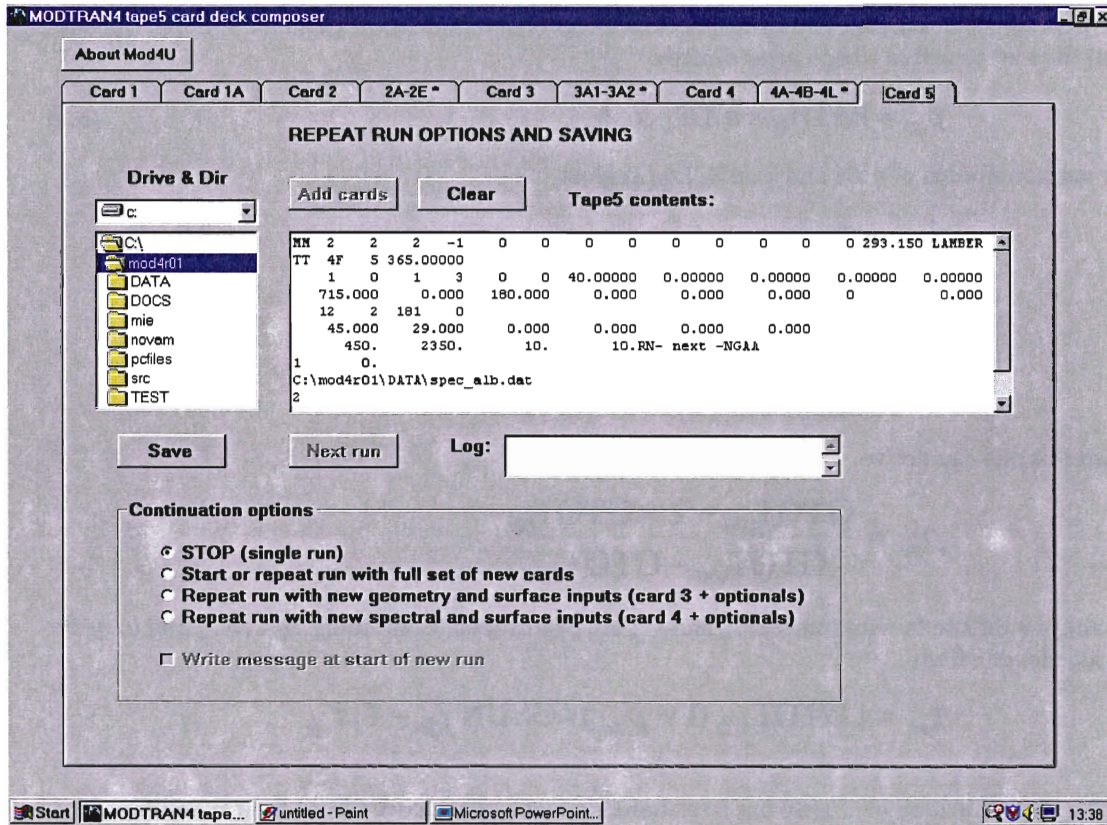 MODTRAN4 tape5 card deck composer
About Mod4U
Card 1 Card 1A Card 2 2A-2E * Card 3 3A1-3A2 * Card 4 4A-4B-4L * Card 5
REPEAT RUN OPTIONS AND SAVING
Drive & Dir
Add cards Clear Tape5 contents:
c:
C:\
mod4r01
DATA
DOCS
mie
novam
pcfiles
src
TEST
MM 2 2 2 -1 0 0 0 0 0 0 0 0 0 293.150 LAMBER
TT 4F 5 365.00000
1 0 1 3 0 0 40.00000 0.00000 0.00000 0.00000 0.00000
715.000 0.000 180.000 0.000 0.000 0.000 0 0.000
12 2 181 0
45.000 29.000 0.000 0.000 0.000 0.000
450. 2350. 10. 10.RN- next -NGAA
1 0.
C:\mod4r01\DATA\spec_alb.dat
2
Save Next run Log:
Continuation options
STOP (single run)
Start or repeat run with full set of new cards
Repeat run with new geometry and surface inputs (card 3 + optionals)
Repeat run with new spectral and surface inputs (card 4 + optionals)
Write message at start of new run
Start MODTRAN4 tape... untitled - Paint Microsoft PowerPoint... 13:38